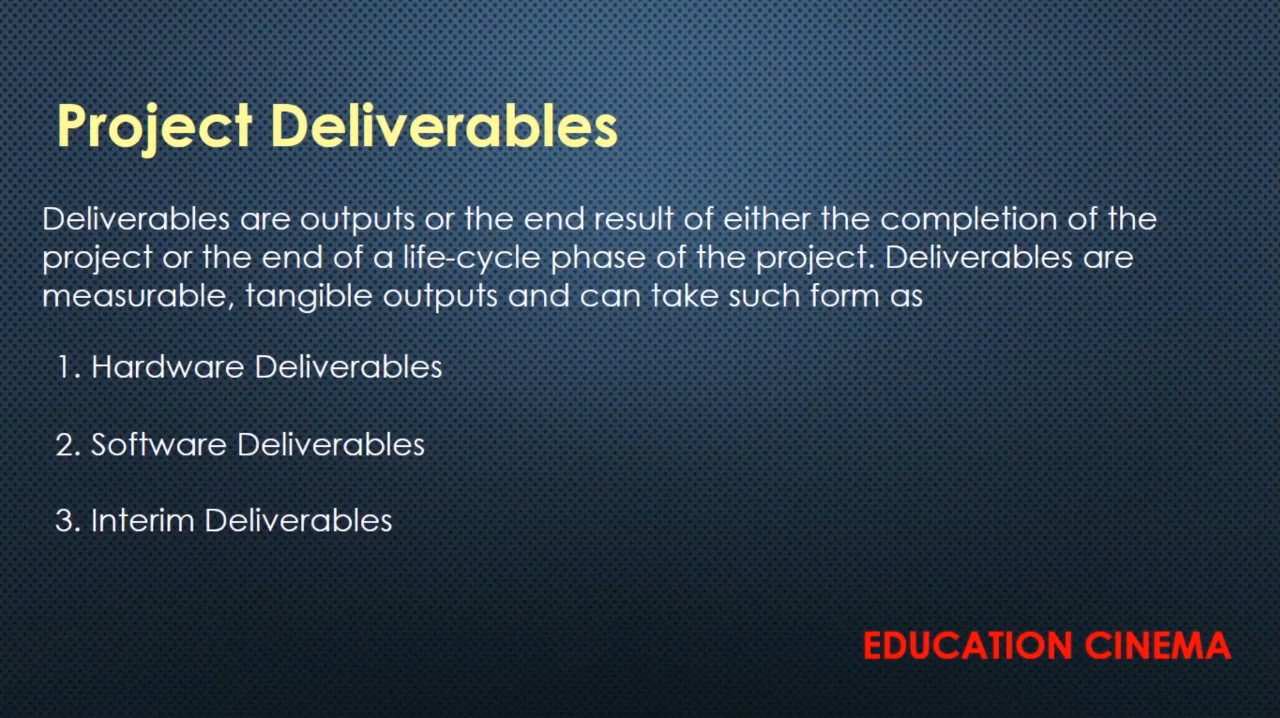 Project Deliverables
Deliverables are outputs or the end result of either the completion of the
project or the end of a life-cycle phase of the project. Deliverables are
measurable, tangible outputs and can take such form as
1. Hardware Deliverables
2. Software Deliverables
3. Interim Deliverables
EDUCATION CINEMA